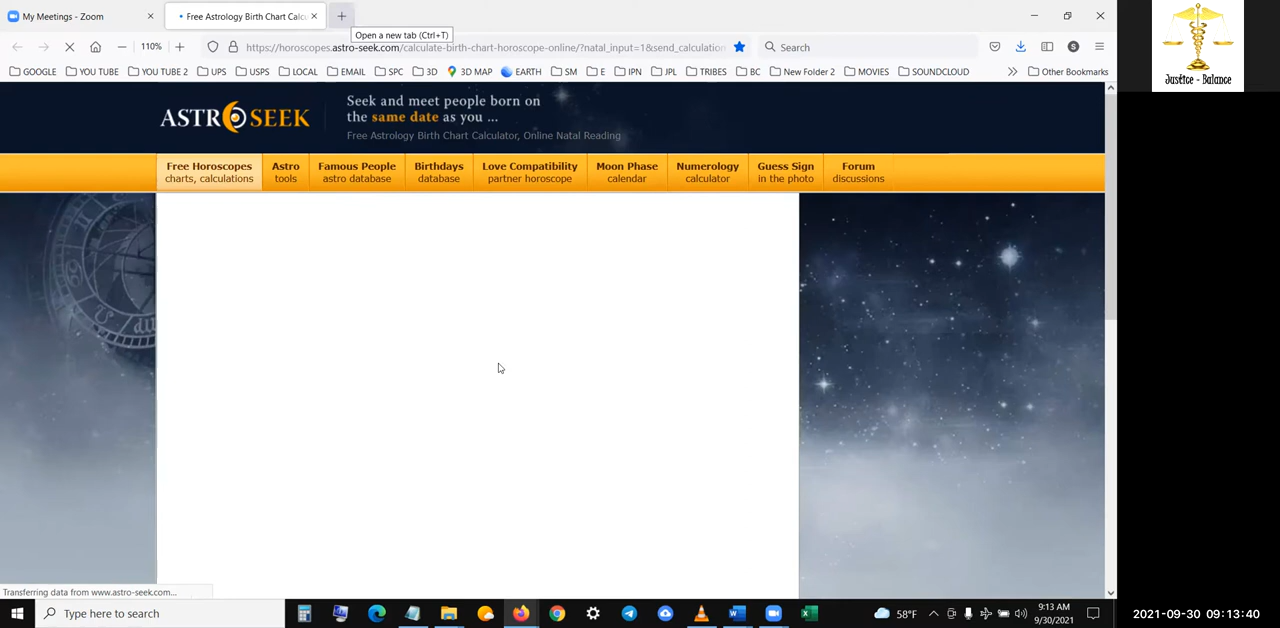 My Meetings - Zoom
Free Astrology Birth Chart Calc
Open a new tab (Ctrl+T)
110%
https://horoscopes.astro-seek.com/calculate-birth-chart-horoscope-online/?natal_input=1&send_calculation
Search
GOOGLE YOU TUBE YOU TUBE 2 UPS USPS LOCAL EMAIL SPC 3D 3D MAP EARTH SM E IPN JPL TRIBES BC New Folder 2 MOVIES SOUNDCLOUD Other Bookmarks
ASTRO SEEK
Seek and meet people born on
the same date as you ...
Free Astrology Birth Chart Calculator, Online Natal Reading
Free Horoscopes
charts, calculations
Astro
tools
Famous People
astro database
Birthdays
database
Love Compatibility
partner horoscope
Moon Phase
calendar
Numerology
calculator
Guess Sign
in the photo
Forum
discussions
Transferring data from www.astro-seek.com...
Type here to search
58°F
9:13 AM
9/30/2021
Justice - Balance
2021-09-30 09:13:40